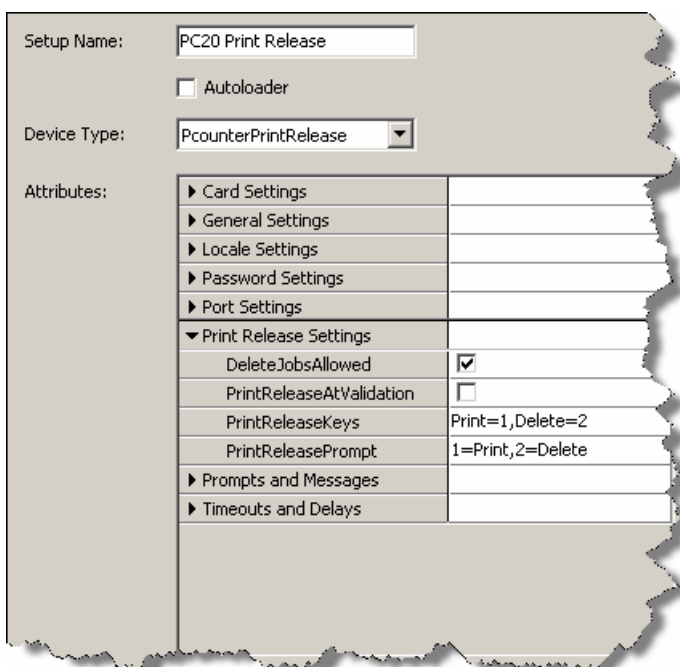 Setup Name: PC20 Print Release
Autoloader
Device Type: PcounterPrintRelease
Attributes: Card Settings
General Settings
Locale Settings
Password Settings
Port Settings
Print Release Settings
DeleteJobsAllowed
PrintReleaseAtValidation
PrintReleaseKeys Print=1,Delete=2
PrintReleasePrompt 1=Print,2=Delete
Prompts and Messages
Timeouts and Delays